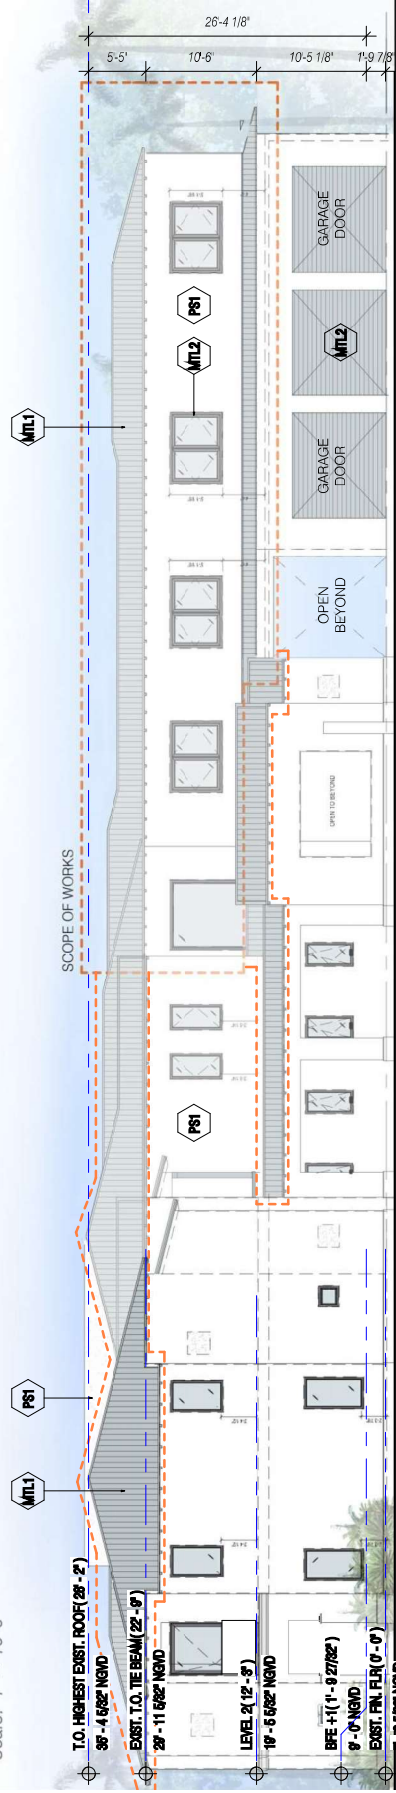 26'-4 1/8"
5'-5"
10'-6"
10'-5 1/8"
1'-9 7/8"
GARAGE
DOOR
PS1
MTL2
MTL2
MTL1
GARAGE
DOOR
OPEN
BEYOND
OPEN TO BEYOND
SCOPE OF WORKS
PS1
PS1
MTL1
T.O. HIGHEST EXIST. ROOF( 26' - 2")
35' - 4 5/32" NGVD
EXIST. T.O. TIE BEAM( 22' - 9")
29' - 11 5/32" NGVD
LEVEL 2( 12' - 3")
19' - 5 5/32" NGVD
BFE +1( 1' - 9 27/32")
9' - 0" NGVD
EXIST. FIN. FLR( 0' - 0")